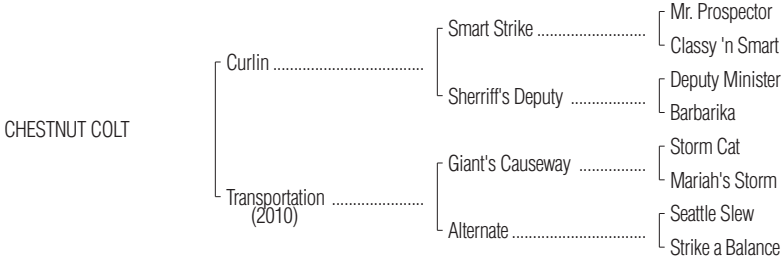 Mr. Prospector
Smart Strike ..........................
Classy 'n Smart
Curlin ....................................
Deputy Minister
Sherriff's Deputy ..................
Barbarika
CHESTNUT COLT
Storm Cat
Giant's Causeway ................
Mariah's Storm
Transportation ......................
(2010)
Seattle Slew
Alternate ................................
Strike a Balance